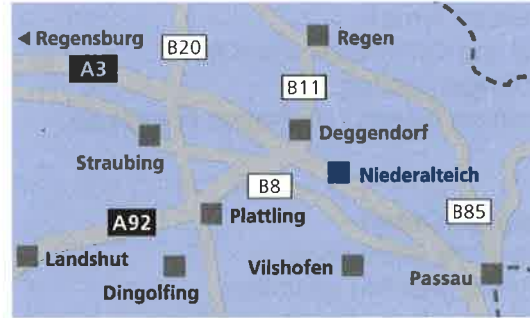 Regensburg
B20
Regen
A3
B11
Deggendorf
Straubing
Niederalteich
B8
A92
Plattling
B85
Landshut
Dingolfing
Vilshofen
Passau